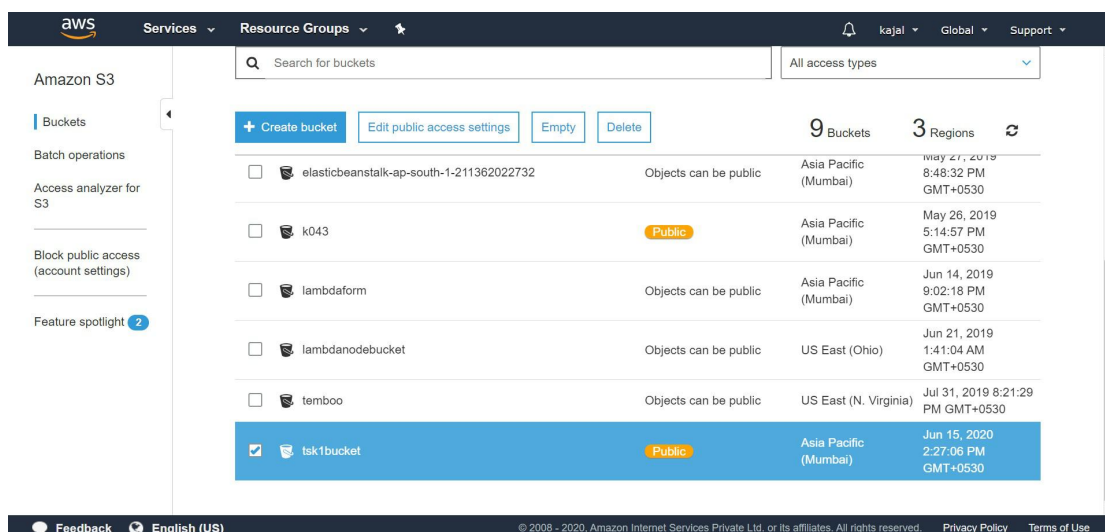 aws Services Resource Groups kajal Global Support
Search for buckets All access types
Amazon S3
Buckets
Batch operations
Access analyzer for
S3
Block public access
(account settings)
Feature spotlight 2
+ Create bucket Edit public access settings Empty Delete 9 Buckets 3 Regions
elasticbeanstalk-ap-south-1-211362022732 Objects can be public Asia Pacific
(Mumbai) May 27, 2019
8:48:32 PM
GMT+0530
k043 Public Asia Pacific
(Mumbai) May 26, 2019
5:14:57 PM
GMT+0530
lambdaform Objects can be public Asia Pacific
(Mumbai) Jun 14, 2019
9:02:18 PM
GMT+0530
lambdanodebucket Objects can be public US East (Ohio) Jun 21, 2019
1:41:04 AM
GMT+0530
temboo Objects can be public US East (N. Virginia) Jul 31, 2019 8:21:29
PM GMT+0530
tsk1bucket Public Asia Pacific
(Mumbai) Jun 15, 2020
2:27:06 PM
GMT+0530
Feedback English (US) © 2008 - 2020, Amazon Internet Services Private Ltd. or its affiliates. All rights reserved. Privacy Policy Terms of Use